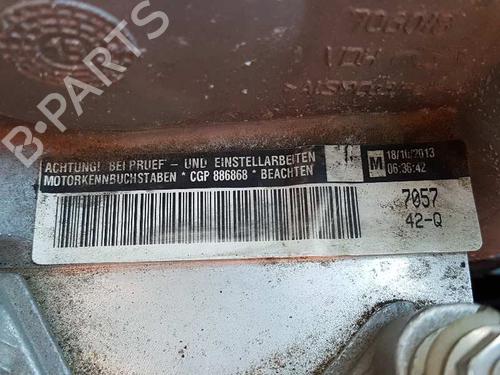 B-Parts
ACHTUNG! BEI PRUEF - UND EINSTELLARBEITEN
MOTORKENNBUCHSTABEN * CGP 886868 * BEACHTEN
M
18/10/2013
06:36:42
7057
42-Q